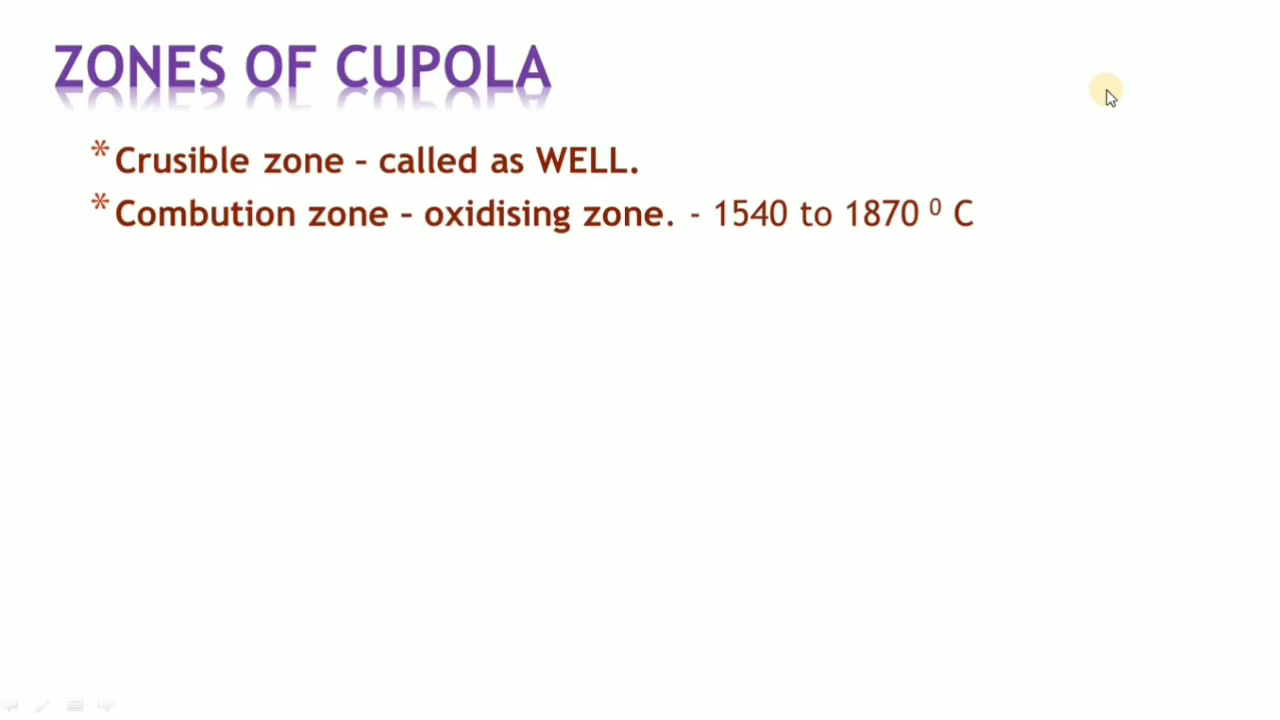 ZONES OF CUPOLA
* Crusible zone – called as WELL.
* Combution zone – oxidising zone. - 1540 to 1870 ⁰ C